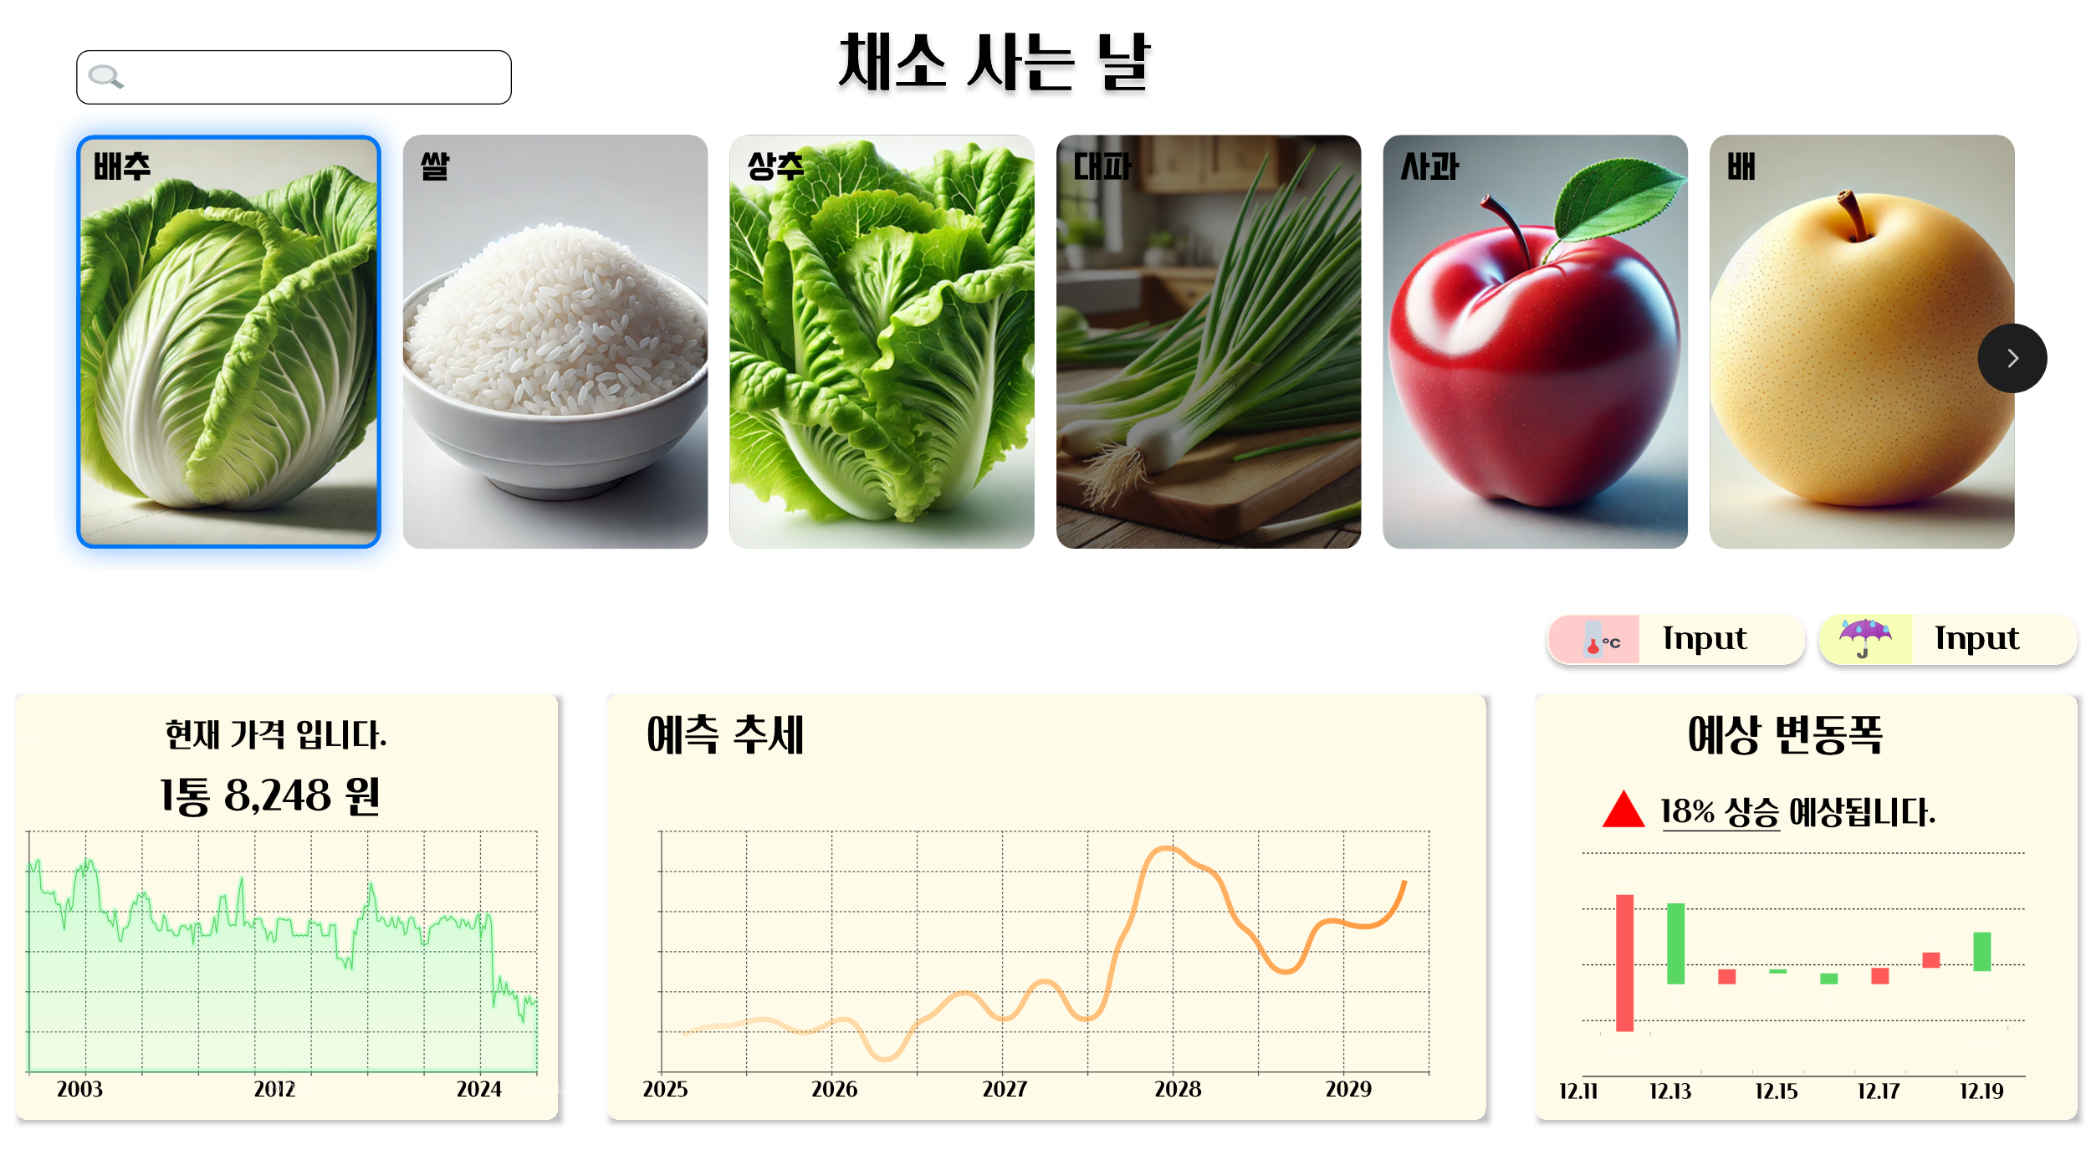 채소 사는 날
배추
쌀
상추
대파
사과
배
°C Input
Input
현재 가격 입니다.
1통 8,248 원
2003 2012 2024
예측 추세
2025 2026 2027 2028 2029
예상 변동폭
18% 상승 예상됩니다.
12.11 12.13 12.15 12.17 12.19